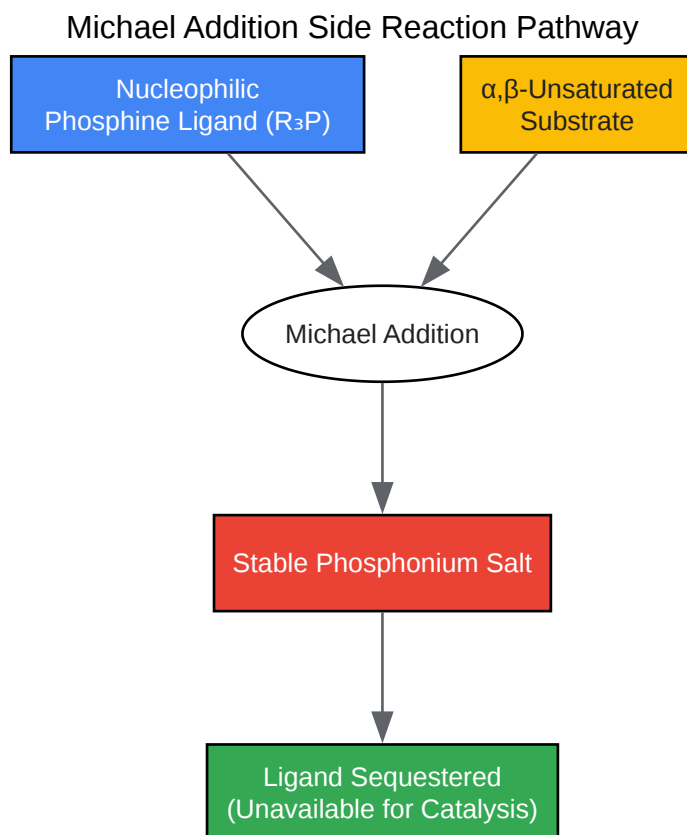 Michael Addition Side Reaction Pathway
Nucleophilic
Phosphine Ligand (R₃P)
α,β-Unsaturated
Substrate
Michael Addition
Stable Phosphonium Salt
Ligand Sequestered
(Unavailable for Catalysis)